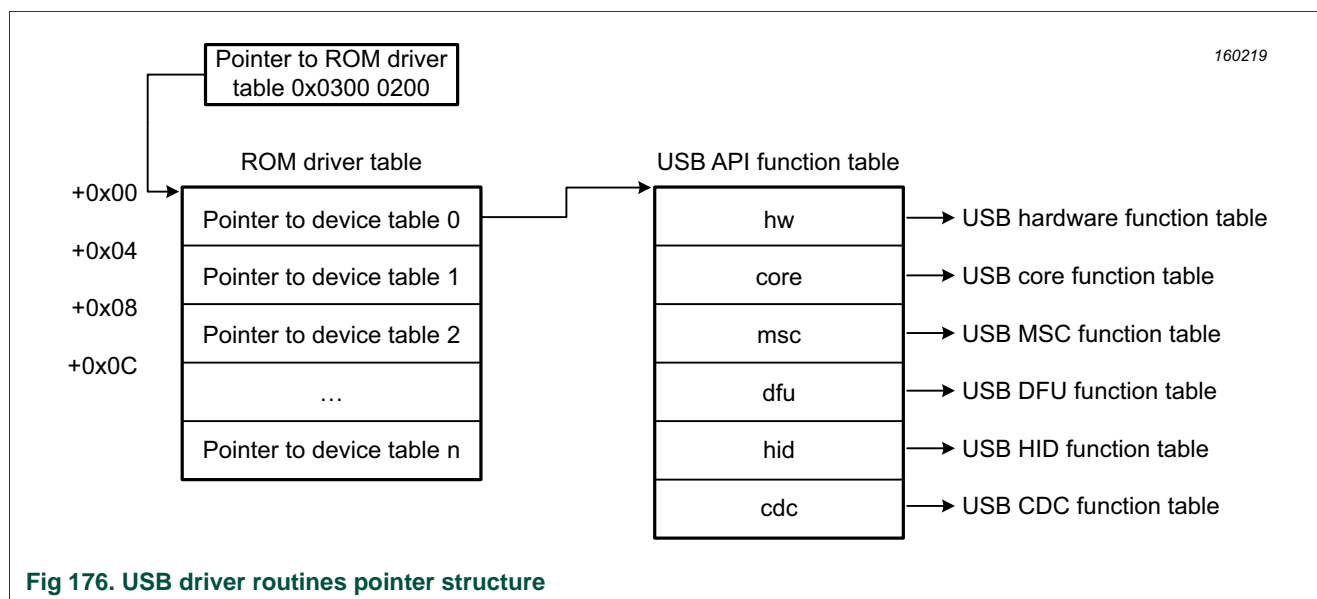 Pointer to ROM driver
table 0x0300 0200
160219
ROM driver table
USB API function table
+0x00
Pointer to device table 0
hw
USB hardware function table
+0x04
Pointer to device table 1
core
USB core function table
+0x08
Pointer to device table 2
msc
USB MSC function table
+0x0C
…
dfu
USB DFU function table
Pointer to device table n
hid
USB HID function table
cdc
USB CDC function table
Fig 176. USB driver routines pointer structure